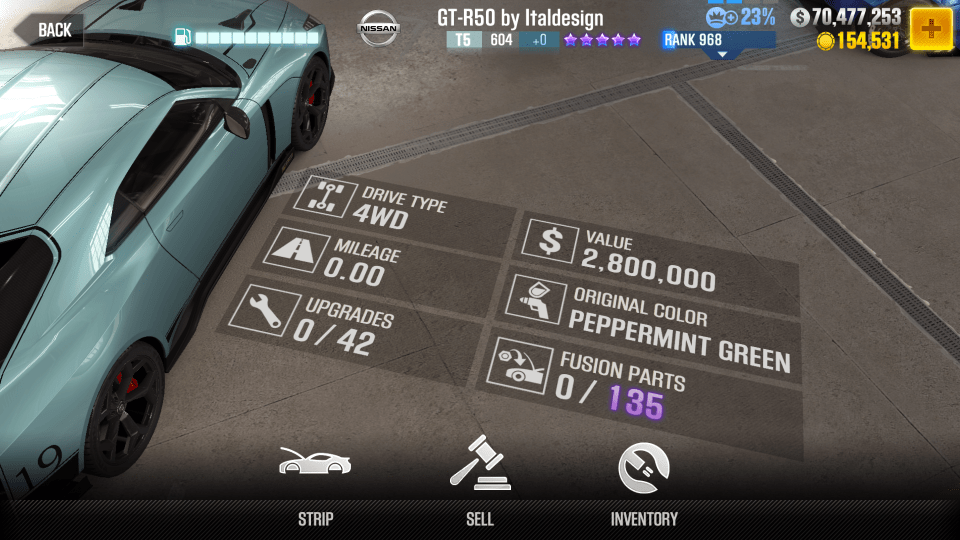 BACK
NISSAN
GT-R50 by Italdesign
T5 604 +0
23%
RANK 968
$ 70,477,253
154,531
DRIVE TYPE
4WD
MILEAGE
0.00
UPGRADES
0 / 42
$ VALUE
2,800,000
ORIGINAL COLOR
PEPPERMINT GREEN
FUSION PARTS
0 / 135
19
STRIP
SELL
INVENTORY